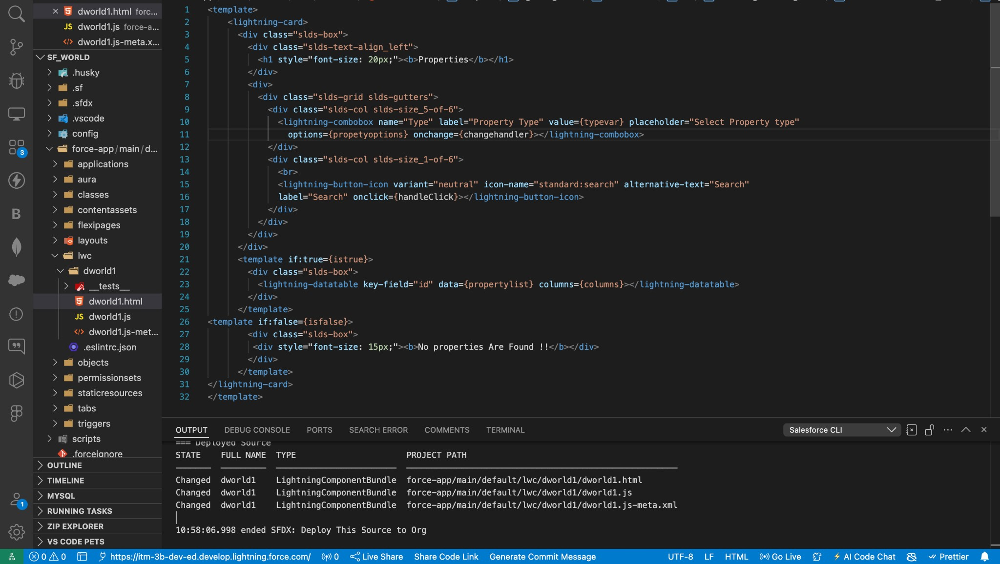 dworld1.html forc...
JS dworld1.js force-a...
dworld1.js-meta.x...
SF_WORLD
.husky
.sf
.sfdx
.vscode
config
force-app/main/d...
applications
aura
classes
contentassets
flexipages
layouts
lwc
dworld1
__tests__
dworld1.html
JS dworld1.js
dworld1.js-met...
.eslintrc.json
objects
permissionsets
staticresources
tabs
triggers
scripts
.forceignore
OUTLINE
TIMELINE
MYSQL
RUNNING TASKS
ZIP EXPLORER
VS CODE PETS
3
B
1
1 <template>
2 <lightning-card>
3 <div class="slds-box">
4 <div class="slds-text-align_left">
5 <h1 style="font-size: 20px;"><b>Properties</b></h1>
6 </div>
7 <div>
8 <div class="slds-grid slds-gutters">
9 <div class="slds-col slds-size_5-of-6">
10 <lightning-combobox name="Type" label="Property Type" value={typevar} placeholder="Select Property type"
11 options={propetyoptions} onchange={changehandler}></lightning-combobox>
12 </div>
13 <div class="slds-col slds-size_1-of-6">
14 <br>
15 <lightning-button-icon variant="neutral" icon-name="standard:search" alternative-text="Search"
16 label="Search" onclick={handleClick}></lightning-button-icon>
17 </div>
18 </div>
19 </div>
20 </div>
21 <template if:true={istrue}>
22 <div class="slds-box">
23 <lightning-datatable key-field="id" data={propertylist} columns={columns}></lightning-datatable>
24 </div>
25 </template>
26 <template if:false={isfalse}>
27 <div class="slds-box">
28 <div style="font-size: 15px;"><b>No properties Are Found !!</b></div>
29 </div>
30 </template>
31 </lightning-card>
32 </template>
OUTPUT DEBUG CONSOLE PORTS SEARCH ERROR COMMENTS TERMINAL Salesforce CLI
=== Deployed Source
STATE FULL NAME TYPE PROJECT PATH
Changed dworld1 LightningComponentBundle force-app/main/default/lwc/dworld1/dworld1.html
Changed dworld1 LightningComponentBundle force-app/main/default/lwc/dworld1/dworld1.js
Changed dworld1 LightningComponentBundle force-app/main/default/lwc/dworld1/dworld1.js-meta.xml
10:58:06.998 ended SFDX: Deploy This Source to Org
0 0 https://itm-3b-dev-ed.develop.lightning.force.com/ 0 Live Share Share Code Link Generate Commit Message UTF-8 LF HTML Go Live AI Code Chat Prettier